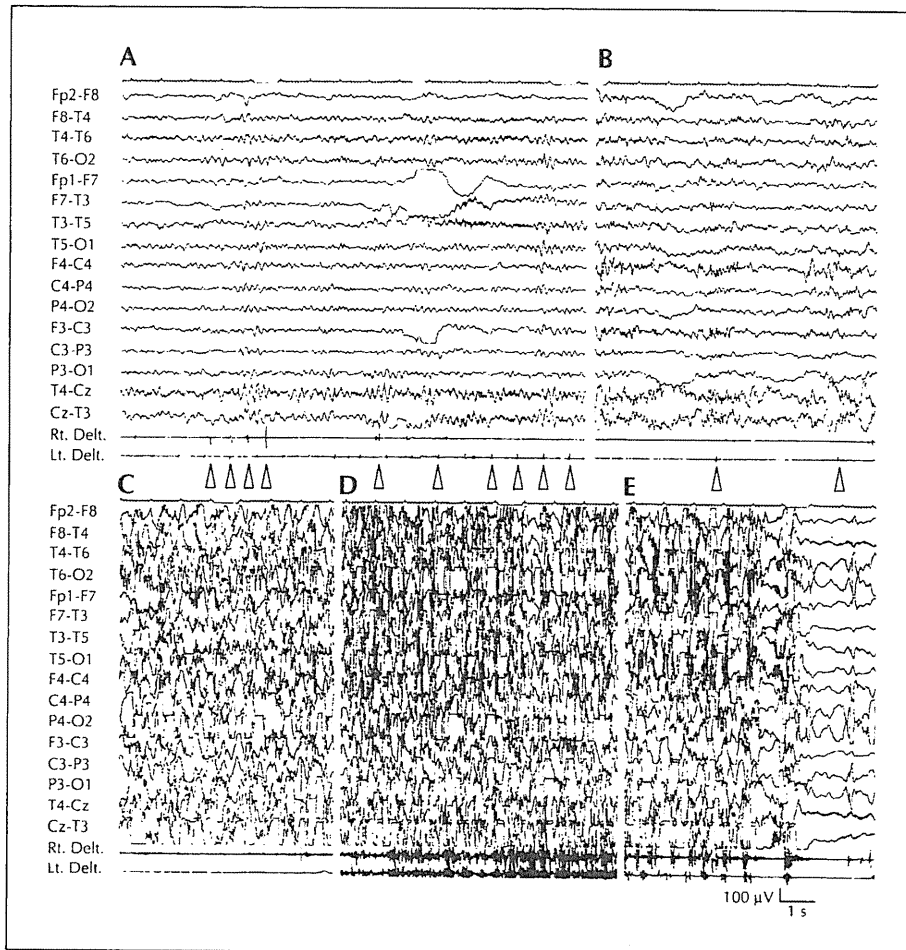 A
B
Fp2-F8
F8-T4
T4-T6
T6-O2
Fp1-F7
F7-T3
T3-T5
T5-O1
F4-C4
C4-P4
P4-O2
F3-C3
C3-P3
P3-O1
T4-Cz
Cz-T3
Rt. Delt.
Lt. Delt.
C
D
E
Fp2-F8
F8-T4
T4-T6
T6-O2
Fp1-F7
F7-T3
T3-T5
T5-O1
F4-C4
C4-P4
P4-O2
F3-C3
C3-P3
P3-O1
T4-Cz
Cz-T3
Rt. Delt.
Lt. Delt.
100 µV
1 s